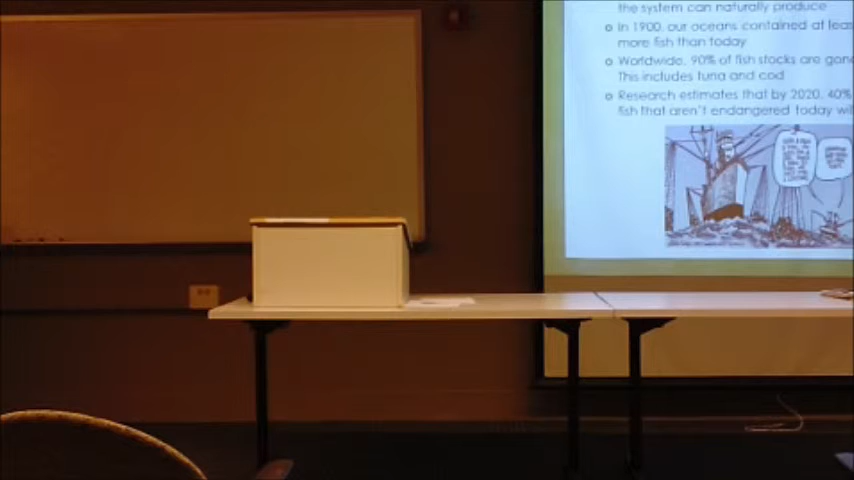 the system can naturally produce
In 1900, our oceans contained at leas
more fish than today
Worldwide, 90% of fish stocks are gon
This includes tuna and cod
Research estimates that by 2020, 40%
fish that aren't endangered today wil